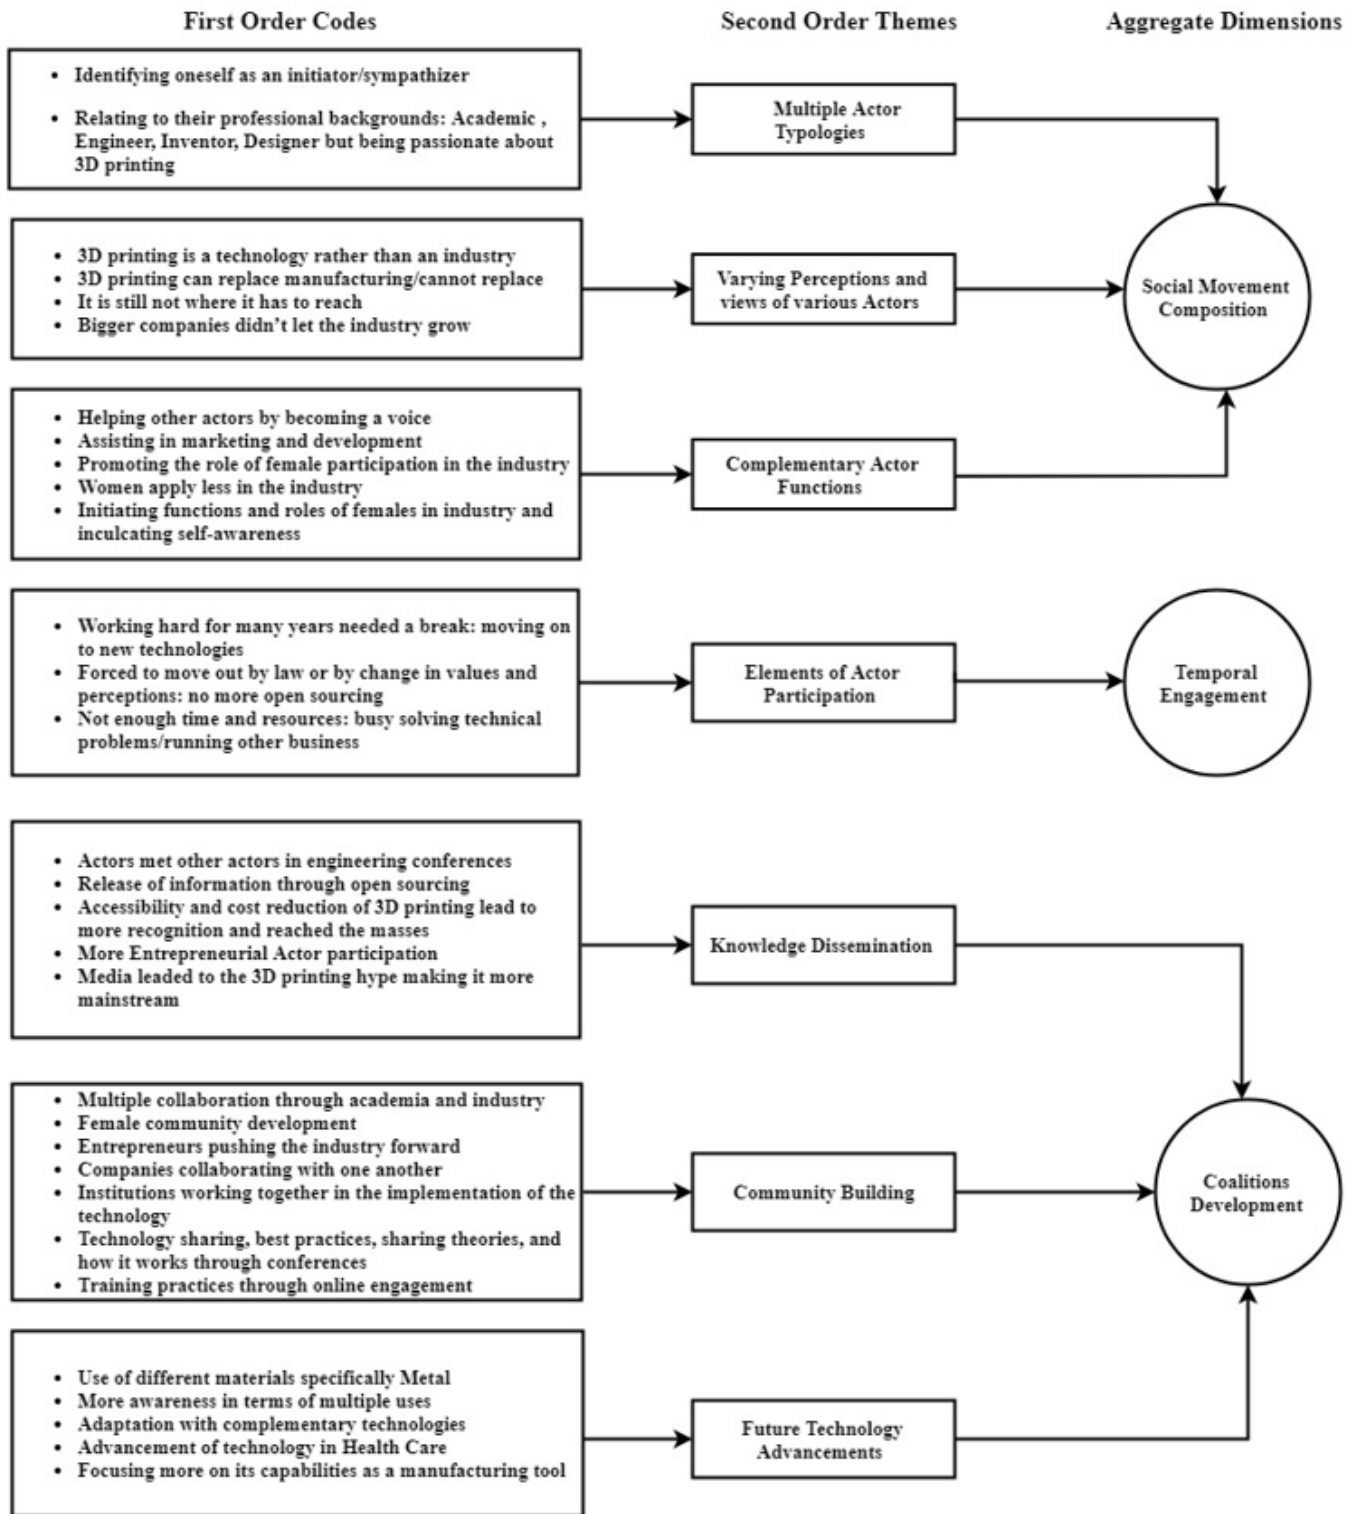 First Order Codes
Second Order Themes
Aggregate Dimensions
• Identifying oneself as an initiator/sympathizer
• Relating to their professional backgrounds: Academic ,
Engineer, Inventor, Designer but being passionate about
3D printing
Multiple Actor
Typologies
• 3D printing is a technology rather than an industry
• 3D printing can replace manufacturing/cannot replace
• It is still not where it has to reach
• Bigger companies didn't let the industry grow
Varying Perceptions and
views of various Actors
Social Movement
Composition
• Helping other actors by becoming a voice
• Assisting in marketing and development
• Promoting the role of female participation in the industry
• Women apply less in the industry
• Initiating functions and roles of females in industry and
inculcating self-awareness
Complementary Actor
Functions
• Working hard for many years needed a break: moving on
to new technologies
• Forced to move out by law or by change in values and
perceptions: no more open sourcing
• Not enough time and resources: busy solving technical
problems/running other business
Elements of Actor
Participation
Temporal
Engagement
• Actors met other actors in engineering conferences
• Release of information through open sourcing
• Accessibility and cost reduction of 3D printing lead to
more recognition and reached the masses
• More Entrepreneurial Actor participation
• Media leaded to the 3D printing hype making it more
mainstream
Knowledge Dissemination
• Multiple collaboration through academia and industry
• Female community development
• Entrepreneurs pushing the industry forward
• Companies collaborating with one another
• Institutions working together in the implementation of the
technology
• Technology sharing, best practices, sharing theories, and
how it works through conferences
• Training practices through online engagement
Community Building
Coalitions
Development
• Use of different materials specifically Metal
• More awareness in terms of multiple uses
• Adaptation with complementary technologies
• Advancement of technology in Health Care
• Focusing more on its capabilities as a manufacturing tool
Future Technology
Advancements